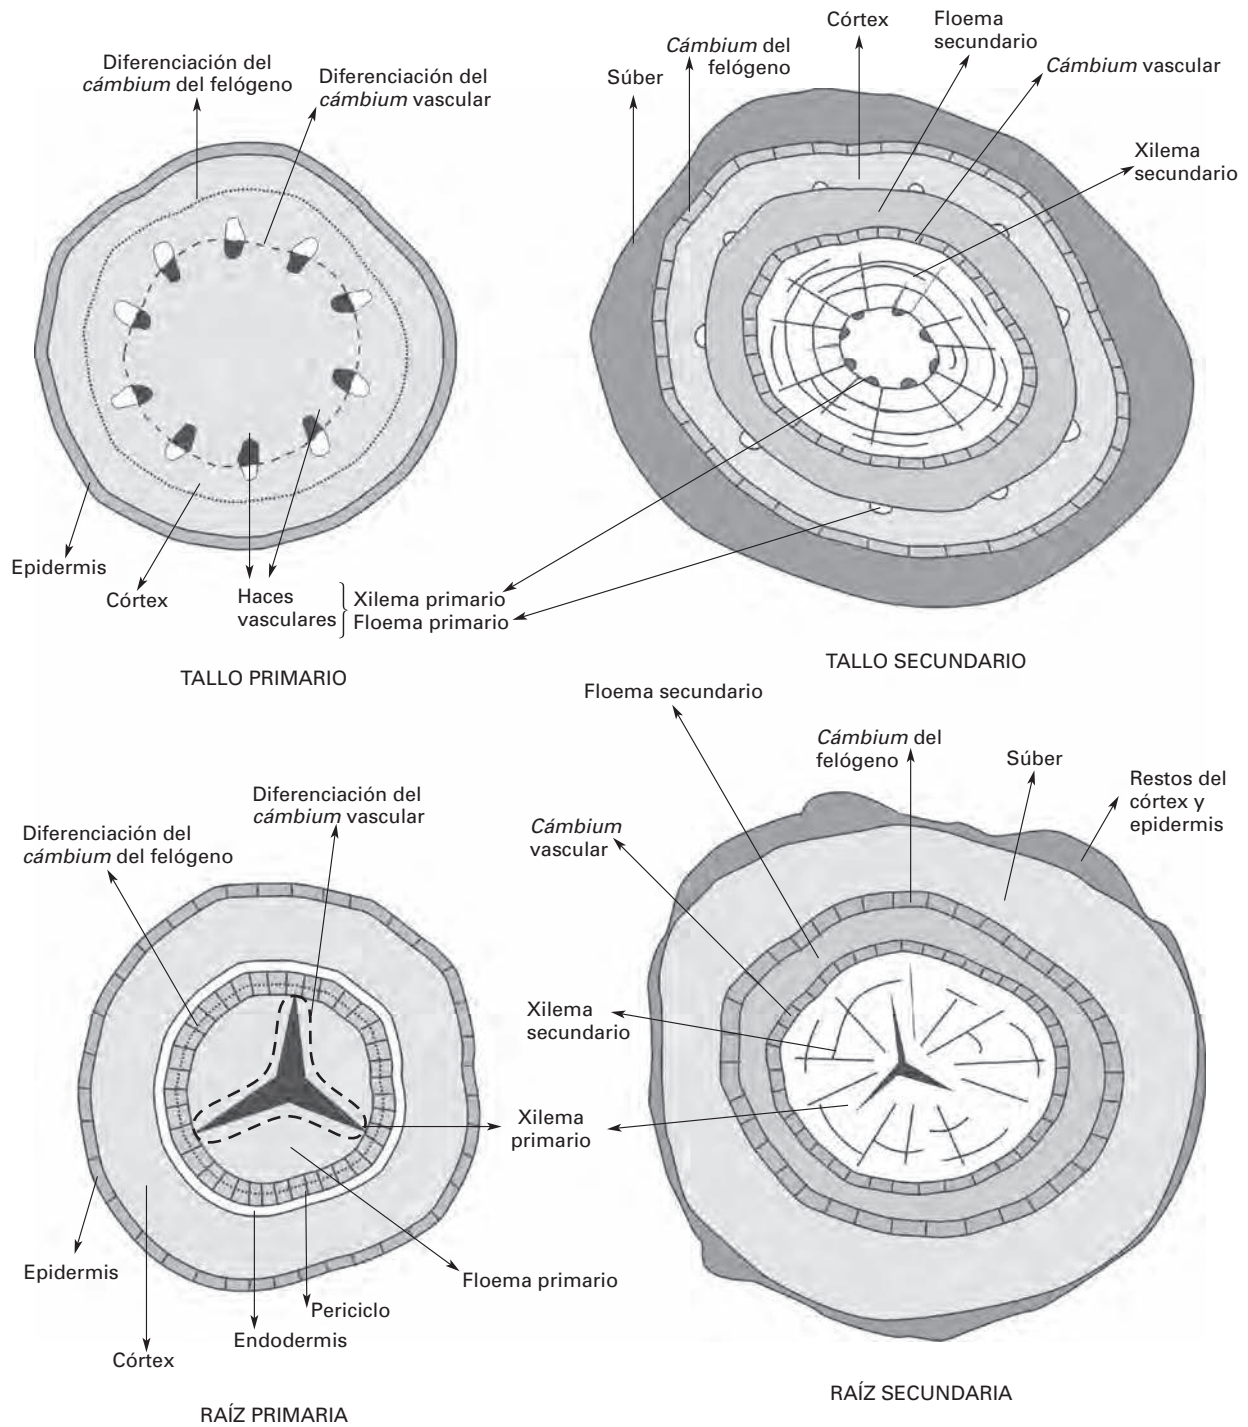 Diferenciación del
cámbium del felógeno
Diferenciación del
cámbium vascular
Epidermis
Córtex
Haces
vasculares
Xilema primario
Floema primario
TALLO PRIMARIO
Súber
Cámbium del
felógeno
Córtex
Floema
secundario
Cámbium vascular
Xilema
secundario
TALLO SECUNDARIO
Diferenciación del
cámbium del felógeno
Diferenciación del
cámbium vascular
Epidermis
Córtex
Endodermis
Periciclo
Floema primario
Xilema
primario
RAÍZ PRIMARIA
Floema secundario
Cámbium del
felógeno
Súber
Restos del
córtex y
epidermis
Cámbium
vascular
Xilema
secundario
RAÍZ SECUNDARIA